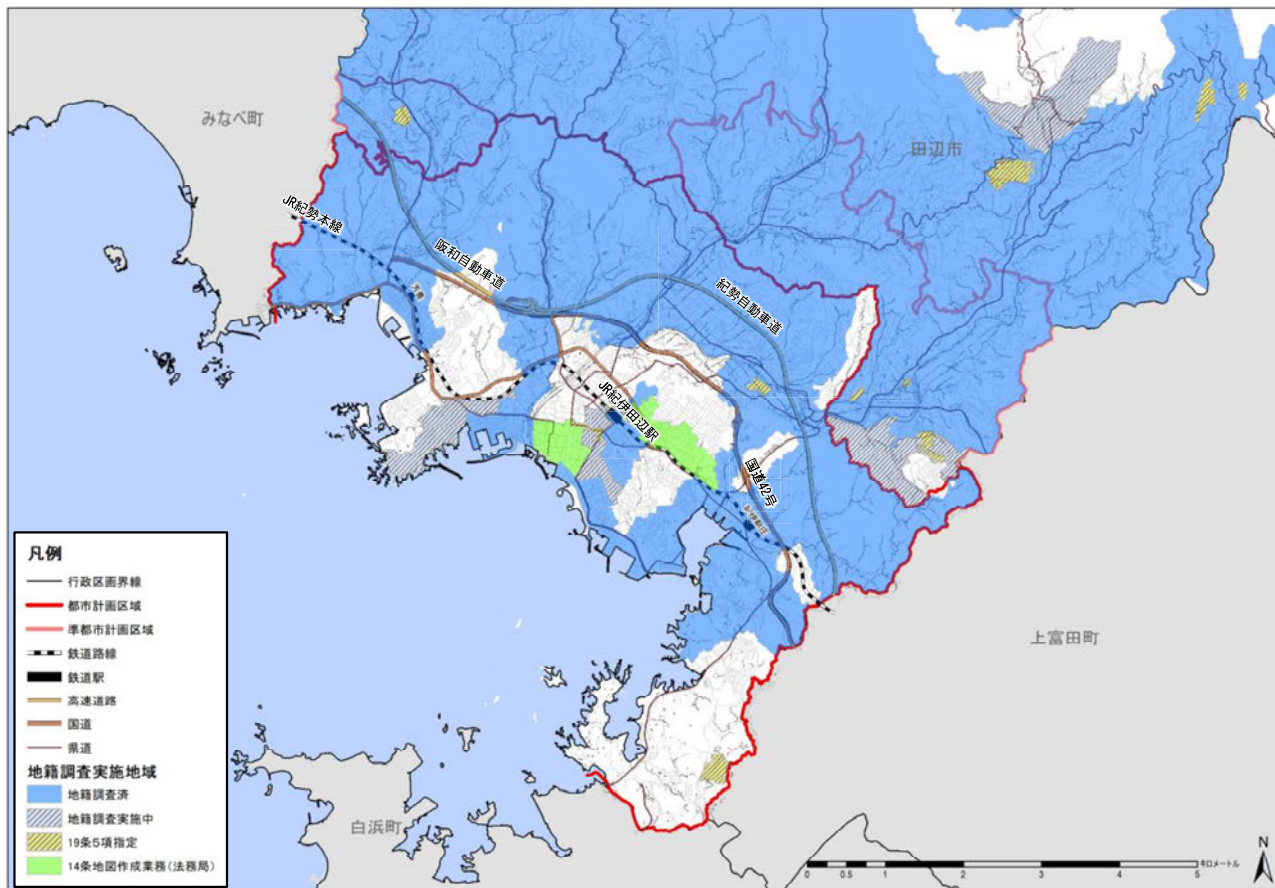 みなべ町
田辺市
JR紀勢本線
阪和自動車道
紀勢自動車道
芳養
JR紀伊田辺駅
国道42号
紀伊新庄
上富田町
白浜町
凡例
行政区画界線
都市計画区域
準都市計画区域
鉄道路線
鉄道駅
高速道路
国道
県道
地籍調査実施地域
地籍調査済
地籍調査実施中
19条5項指定
14条地図作成業務(法務局)
0 0.5 1 2 3 4 5
キロメートル
N